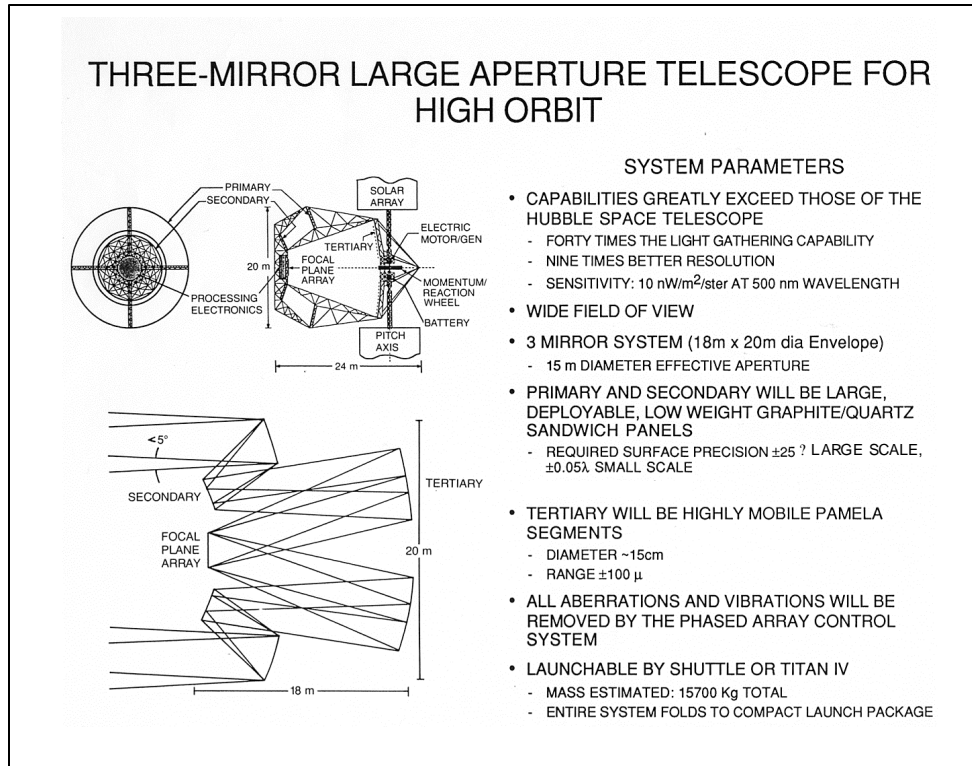 THREE-MIRROR LARGE APERTURE TELESCOPE FOR
HIGH ORBIT
PRIMARY
SECONDARY
20 m
PROCESSING
ELECTRONICS
SOLAR
ARRAY
TERTIARY
FOCAL
PLANE
ARRAY
ELECTRIC
MOTOR/GEN
MOMENTUM/
REACTION
WHEEL
BATTERY
PITCH
AXIS
24 m
<5°
SECONDARY
FOCAL
PLANE
ARRAY
TERTIARY
20 m
18 m
SYSTEM PARAMETERS
• CAPABILITIES GREATLY EXCEED THOSE OF THE
HUBBLE SPACE TELESCOPE
- FORTY TIMES THE LIGHT GATHERING CAPABILITY
- NINE TIMES BETTER RESOLUTION
- SENSITIVITY: 10 nW/m²/ster AT 500 nm WAVELENGTH
• WIDE FIELD OF VIEW
• 3 MIRROR SYSTEM (18m x 20m dia Envelope)
- 15 m DIAMETER EFFECTIVE APERTURE
• PRIMARY AND SECONDARY WILL BE LARGE,
DEPLOYABLE, LOW WEIGHT GRAPHITE/QUARTZ
SANDWICH PANELS
- REQUIRED SURFACE PRECISION ±25 ? LARGE SCALE,
±0.05λ SMALL SCALE
• TERTIARY WILL BE HIGHLY MOBILE PAMELA
SEGMENTS
- DIAMETER ~15cm
- RANGE ±100 μ
• ALL ABERRATIONS AND VIBRATIONS WILL BE
REMOVED BY THE PHASED ARRAY CONTROL
SYSTEM
• LAUNCHABLE BY SHUTTLE OR TITAN IV
- MASS ESTIMATED: 15700 Kg TOTAL
- ENTIRE SYSTEM FOLDS TO COMPACT LAUNCH PACKAGE